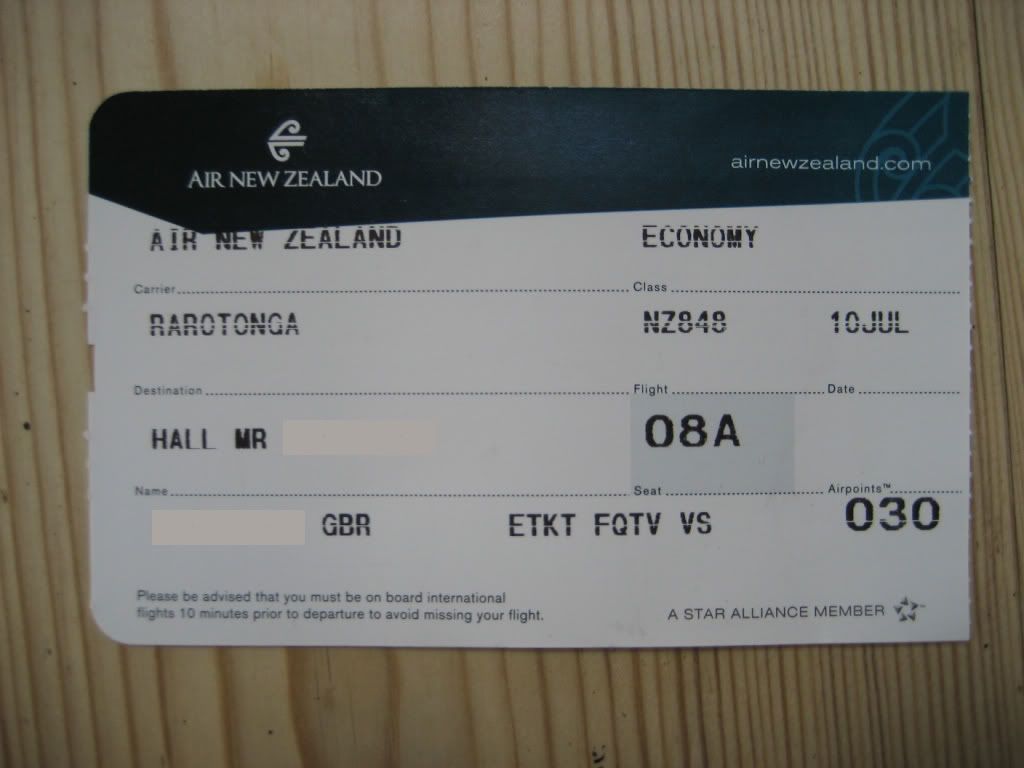 AIR NEW ZEALAND
airnewzealand.com
AIR NEW ZEALAND ECONOMY
Carrier Class
RAROTONGA NZ848 10JUL
Destination Flight Date
HALL MR 08A
Name Seat Airpoints™
GBR ETKT FQTV VS 030
Please be advised that you must be on board international
flights 10 minutes prior to departure to avoid missing your flight.
A STAR ALLIANCE MEMBER ™